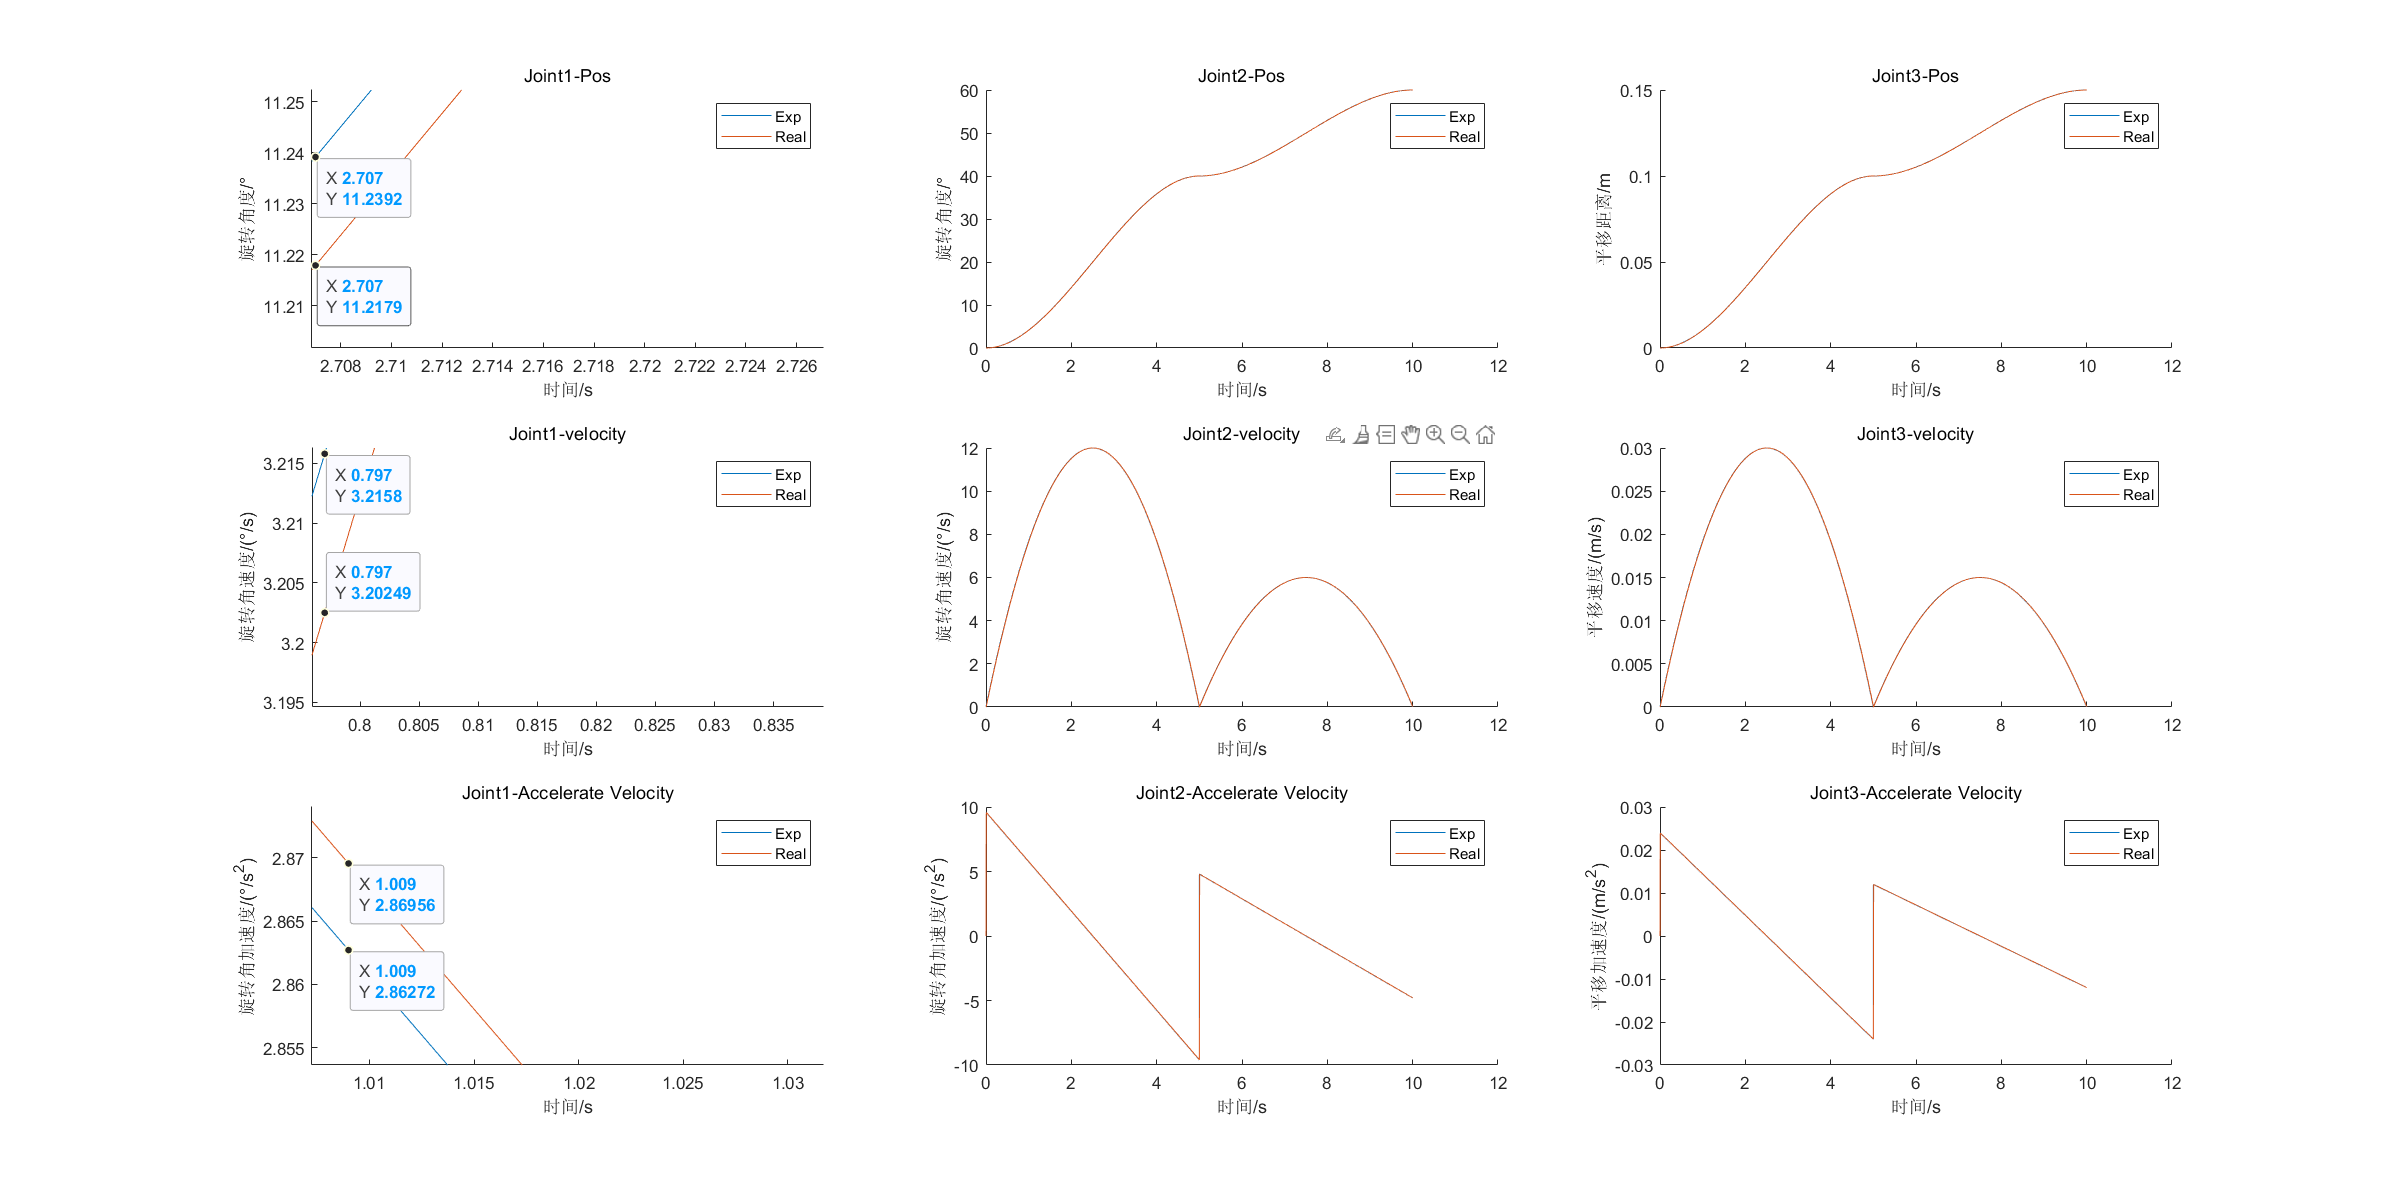 Joint1-Pos
11.25
11.24
11.23
11.22
11.21
旋转角度/°
Exp
Real
X 2.707
Y 11.2392
X 2.707
Y 11.2179
2.708 2.71 2.712 2.714 2.716 2.718 2.72 2.722 2.724 2.726
时间/s
Joint2-Pos
60
50
40
30
20
10
0
旋转角度/°
Exp
Real
0 2 4 6 8 10 12
时间/s
Joint3-Pos
0.15
0.1
0.05
0
平移距离/m
Exp
Real
0 2 4 6 8 10 12
时间/s
Joint1-velocity
3.215
3.21
3.205
3.2
3.195
旋转角速度/(°/s)
Exp
Real
X 0.797
Y 3.2158
X 0.797
Y 3.20249
0.8 0.805 0.81 0.815 0.82 0.825 0.83 0.835
时间/s
Joint2-velocity
12
10
8
6
4
2
0
旋转角速度/(°/s)
Exp
Real
0 2 4 6 8 10 12
时间/s
Joint3-velocity
0.03
0.025
0.02
0.015
0.01
0.005
0
平移速度/(m/s)
Exp
Real
0 2 4 6 8 10 12
时间/s
Joint1-Accelerate Velocity
2.87
2.865
2.86
2.855
旋转角加速度/(°/s²)
Exp
Real
X 1.009
Y 2.86956
X 1.009
Y 2.86272
1.01 1.015 1.02 1.025 1.03
时间/s
Joint2-Accelerate Velocity
10
5
0
-5
-10
旋转角加速度/(°/s²)
Exp
Real
0 2 4 6 8 10 12
时间/s
Joint3-Accelerate Velocity
0.03
0.02
0.01
0
-0.01
-0.02
-0.03
平移加速度/(m/s²)
Exp
Real
0 2 4 6 8 10 12
时间/s